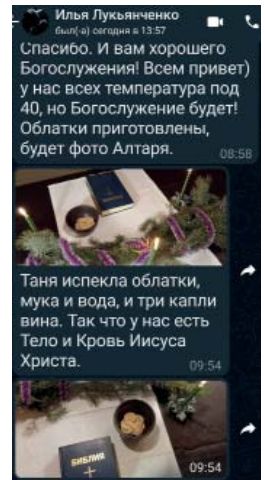 Илья Лукьянченко
был(-а) сегодня в 13:57
Спасибо. И вам хорошего
Богослужения! Всем привет)
у нас всех температура под
40, но Богослужение будет!
Облатки приготовлены,
будет фото Алтаря.
08:58
Таня испекла облатки,
мука и вода, и три капли
вина. Так что у нас есть
Тело и Кровь Иисуса
Христа.
09:54
БИБЛИЯ
09:54